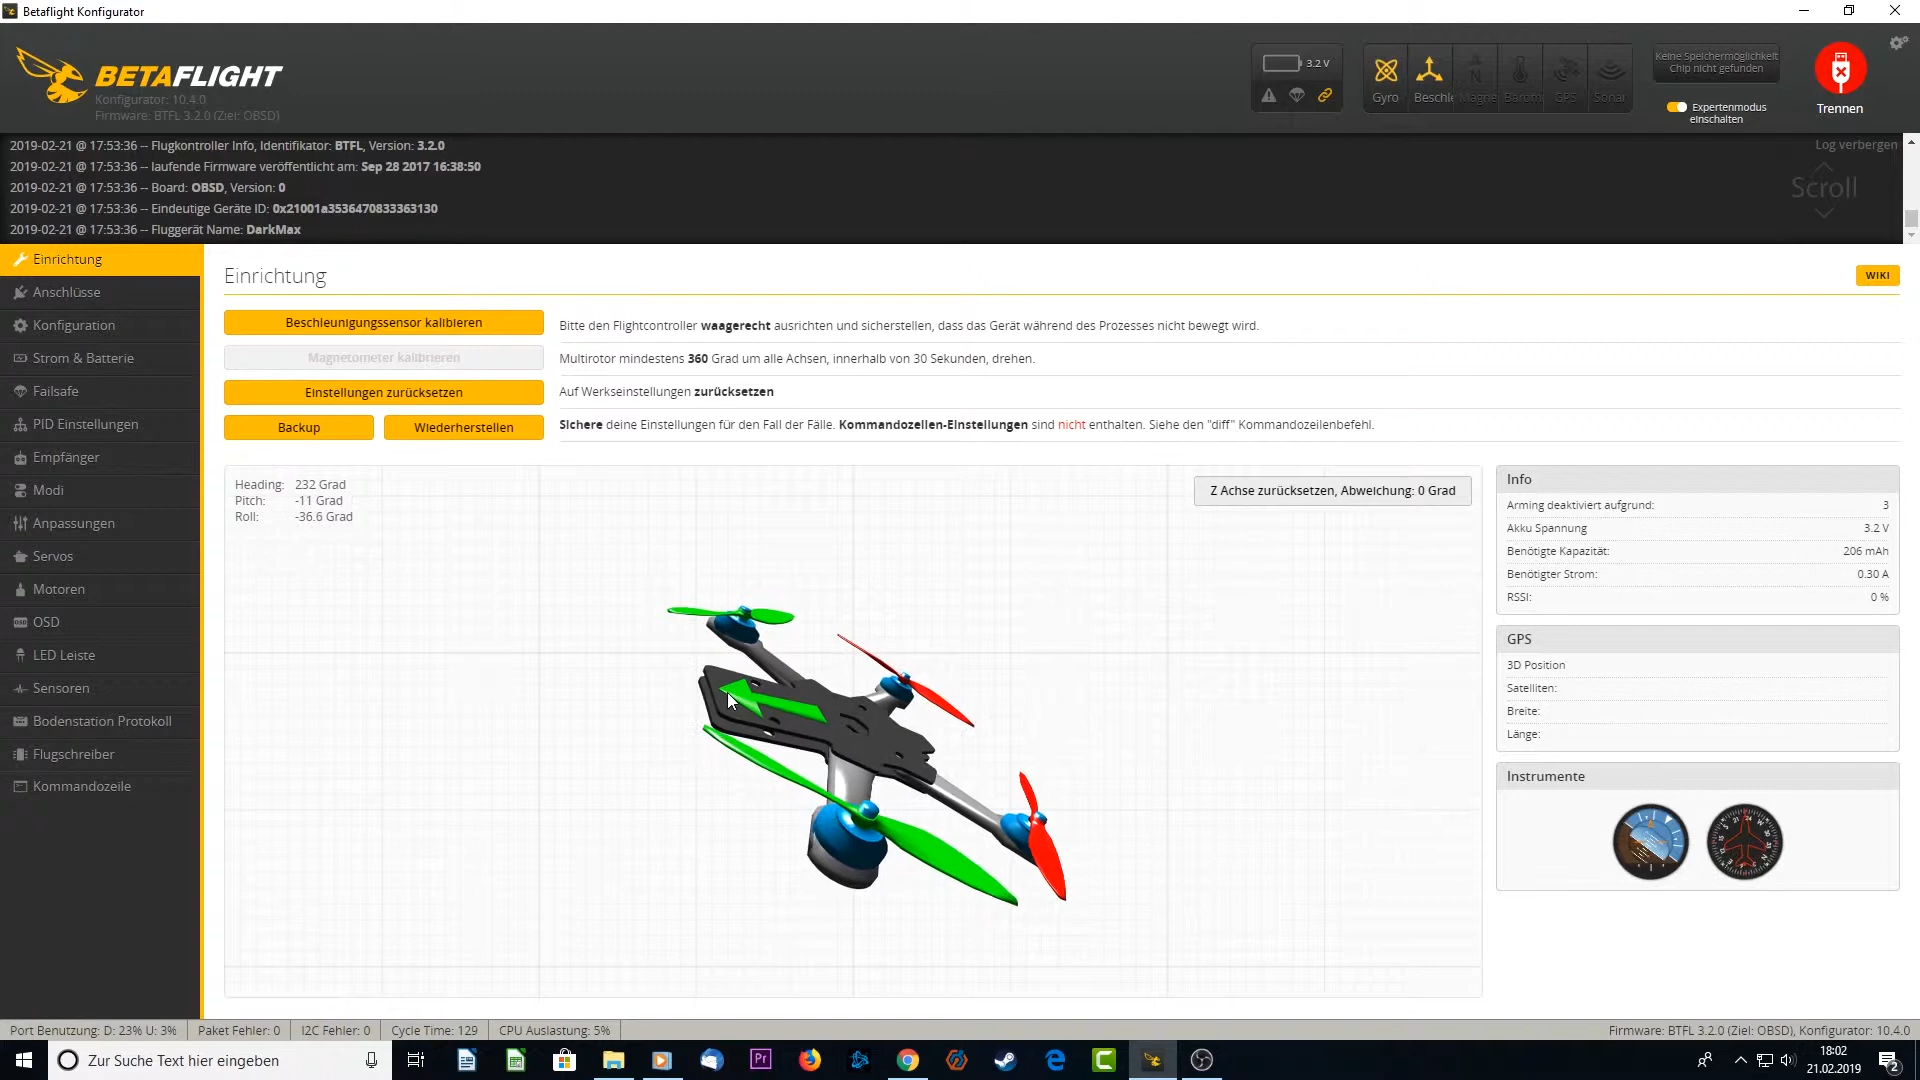 Betaflight Konfigurator
BETAFLIGHT
Konfigurator: 10.4.0
Firmware: BTFL 3.2.0 (Ziel: OBSD)
3.2 V
Gyro
Beschle
Magne
Barom
GPS
Sonar
Keine Speichermöglichkeit
Chip nicht gefunden
Expertenmodus
einschalten
Trennen
2019-02-21 @ 17:53:36 -- Flugkontroller Info, Identifikator: BTFL, Version: 3.2.0
2019-02-21 @ 17:53:36 -- laufende Firmware veröffentlicht am: Sep 28 2017 16:38:50
2019-02-21 @ 17:53:36 -- Board: OBSD, Version: 0
2019-02-21 @ 17:53:36 -- Eindeutige Geräte ID: 0x21001a3536470833363130
2019-02-21 @ 17:53:36 -- Fluggerät Name: DarkMax
Log verbergen
Scroll
Einrichtung
Anschlüsse
Konfiguration
Strom & Batterie
Failsafe
PID Einstellungen
Empfänger
Modi
Anpassungen
Servos
Motoren
OSD
LED Leiste
Sensoren
Bodenstation Protokoll
Flugschreiber
Kommandozeile
Einrichtung
WIKI
Beschleunigungssensor kalibrieren
Bitte den Flightcontroller waagerecht ausrichten und sicherstellen, dass das Gerät während des Prozesses nicht bewegt wird.
Magnetometer kalibrieren
Multirotor mindestens 360 Grad um alle Achsen, innerhalb von 30 Sekunden, drehen.
Einstellungen zurücksetzen
Auf Werkseinstellungen zurücksetzen
Backup
Wiederherstellen
Sichere deine Einstellungen für den Fall der Fälle. Kommandozeilen-Einstellungen sind nicht enthalten. Siehe den "diff" Kommandozeilenbefehl.
Heading: 232 Grad
Pitch: -11 Grad
Roll: -36.6 Grad
Z Achse zurücksetzen, Abweichung: 0 Grad
Info
Arming deaktiviert aufgrund: 3
Akku Spannung 3.2 V
Benötigte Kapazität: 206 mAh
Benötigter Strom: 0.30 A
RSSI: 0 %
GPS
3D Position
Satelliten:
Breite:
Länge:
Instrumente
Port Benutzung: D: 23% U: 3%
Paket Fehler: 0
I2C Fehler: 0
Cycle Time: 129
CPU Auslastung: 5%
Firmware: BTFL 3.2.0 (Ziel: OBSD), Konfigurator: 10.4.0
Zur Suche Text hier eingeben
Pr
18:02
21.02.2019
2